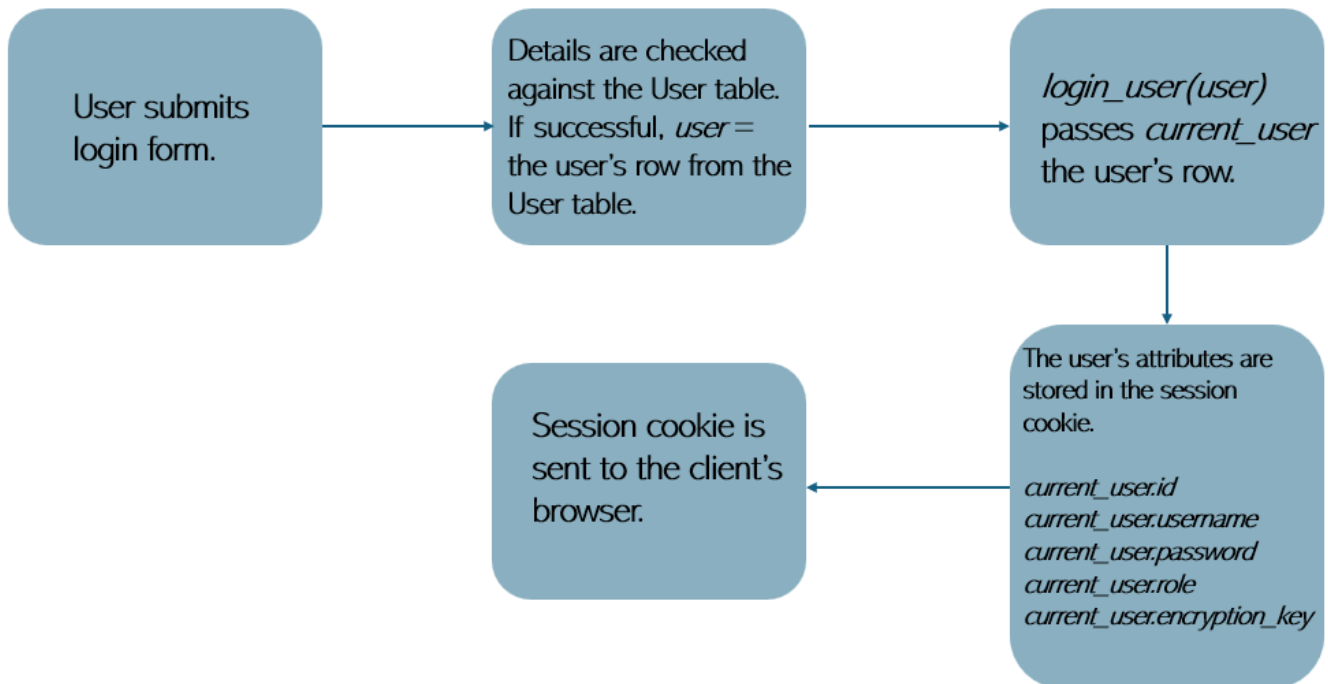 User submits
login form.
Details are checked
against the User table.
If successful, user =
the user's row from the
User table.
login_user(user)
passes current_user
the user's row.
The user's attributes are
stored in the session
cookie.
current_user.id
current_user.username
current_user.password
current_user.role
current_user.encryption_key
Session cookie is
sent to the client's
browser.